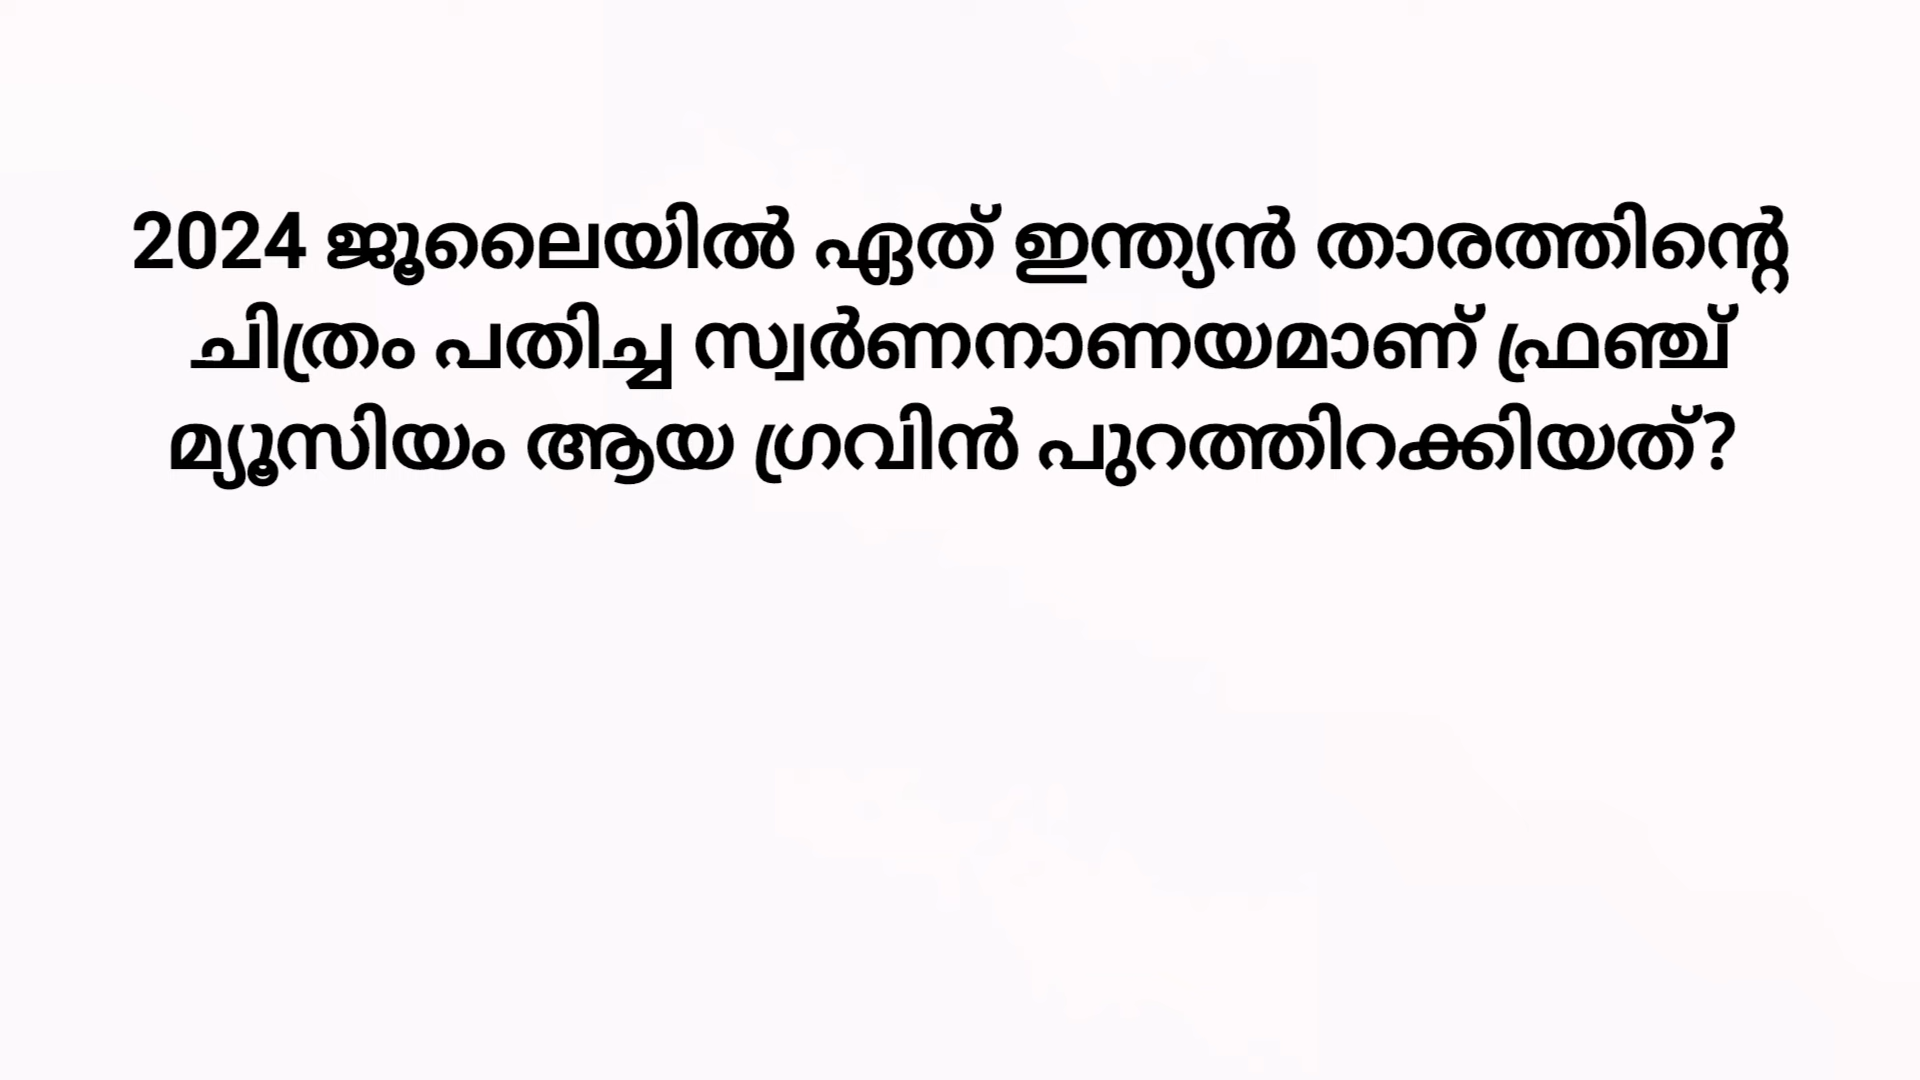 2024 ജൂലൈയിൽ ഏത് ഇന്ത്യൻ താരത്തിന്റെ
ചിത്രം പതിച്ച സ്വർണനാണയമാണ് ഫ്രഞ്ച്
മ്യൂസിയം ആയ ഗ്രവിൻ പുറത്തിറക്കിയത്?